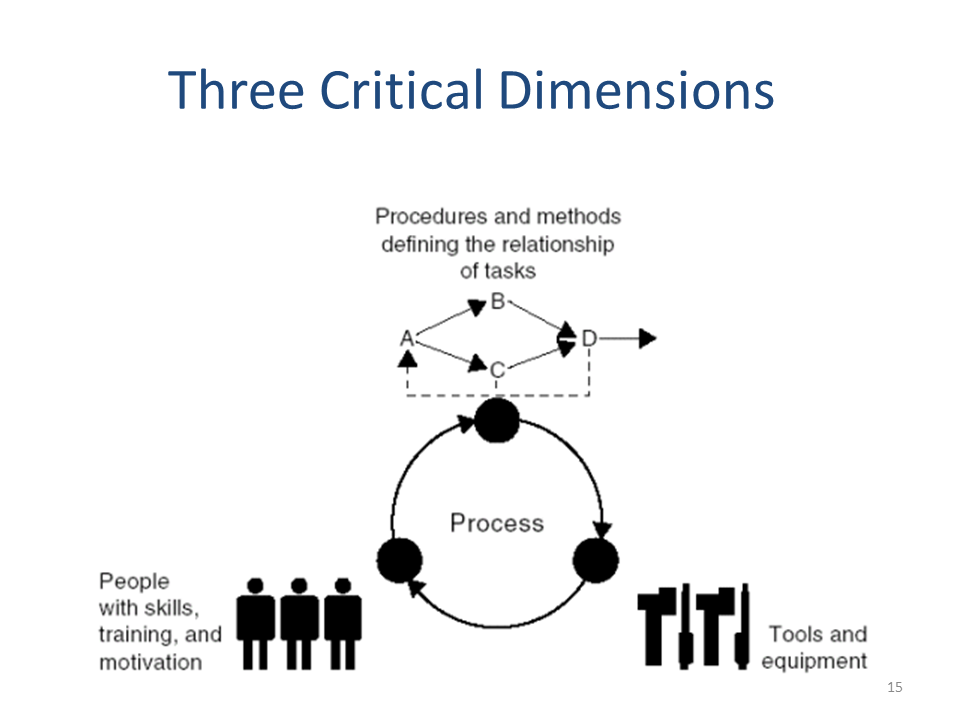 Three Critical Dimensions
Procedures and methods
defining the relationship
of tasks
B
A
D
C
Process
People
with skills,
training, and
motivation
Tools and
equipment
15